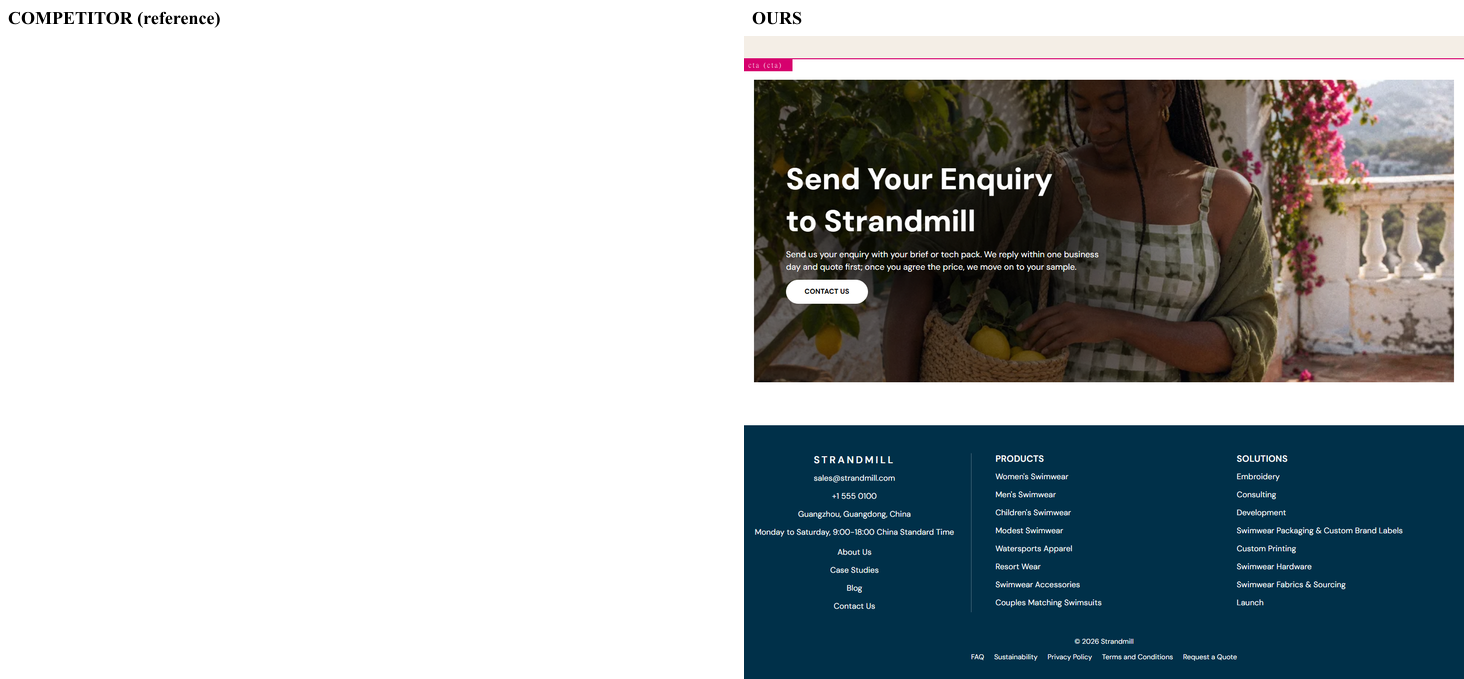 COMPETITOR (reference)
OURS
cta (cta)
Send Your Enquiry
to Strandmill
Send us your enquiry with your brief or tech pack. We reply within one business
day and quote first; once you agree the price, we move on to your sample.
CONTACT US
STRANDMILL
sales@strandmill.com
+1 555 0100
Guangzhou, Guangdong, China
Monday to Saturday, 9:00-18:00 China Standard Time
About Us
Case Studies
Blog
Contact Us
PRODUCTS
Women's Swimwear
Men's Swimwear
Children's Swimwear
Modest Swimwear
Watersports Apparel
Resort Wear
Swimwear Accessories
Couples Matching Swimsuits
SOLUTIONS
Embroidery
Consulting
Development
Swimwear Packaging & Custom Brand Labels
Custom Printing
Swimwear Hardware
Swimwear Fabrics & Sourcing
Launch
© 2026 Strandmill
FAQ Sustainability Privacy Policy Terms and Conditions Request a Quote